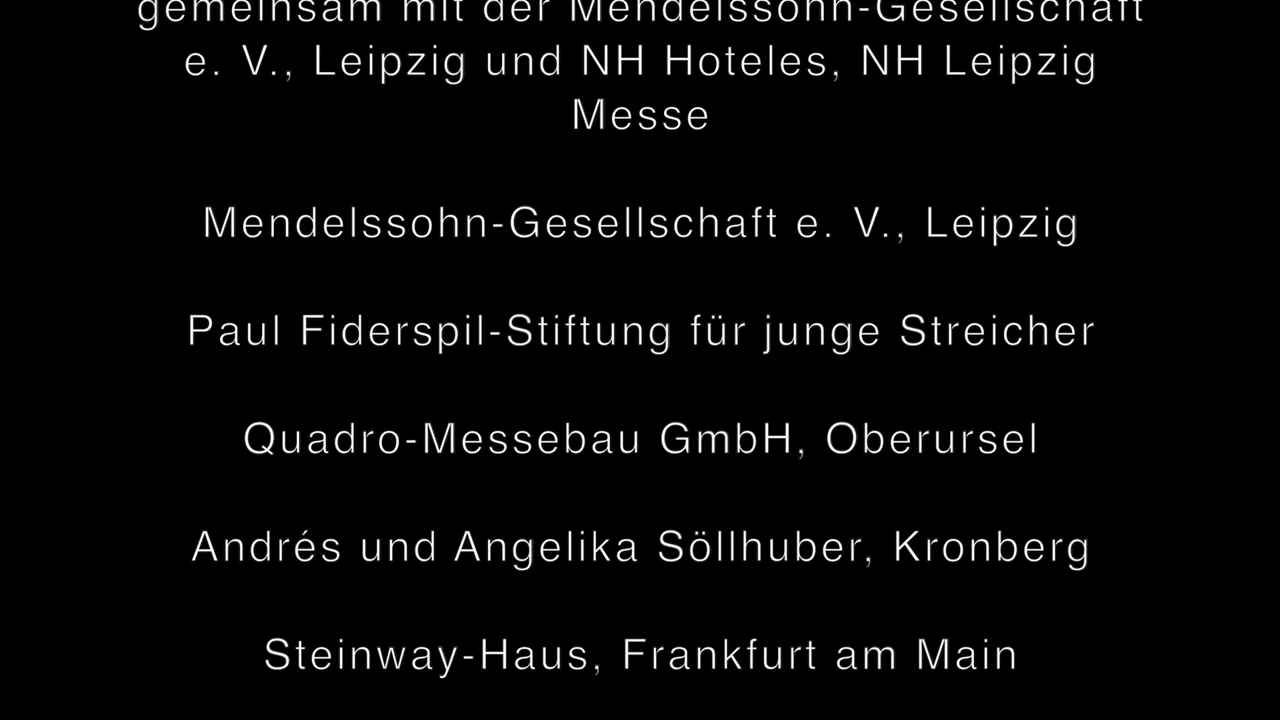 gemeinsam mit der Mendelssohn-Gesellschaft
e. V., Leipzig und NH Hoteles, NH Leipzig
Messe
Mendelssohn-Gesellschaft e. V., Leipzig
Paul Fiderspil-Stiftung für junge Streicher
Quadro-Messebau GmbH, Oberursel
Andrés und Angelika Söllhuber, Kronberg
Steinway-Haus, Frankfurt am Main